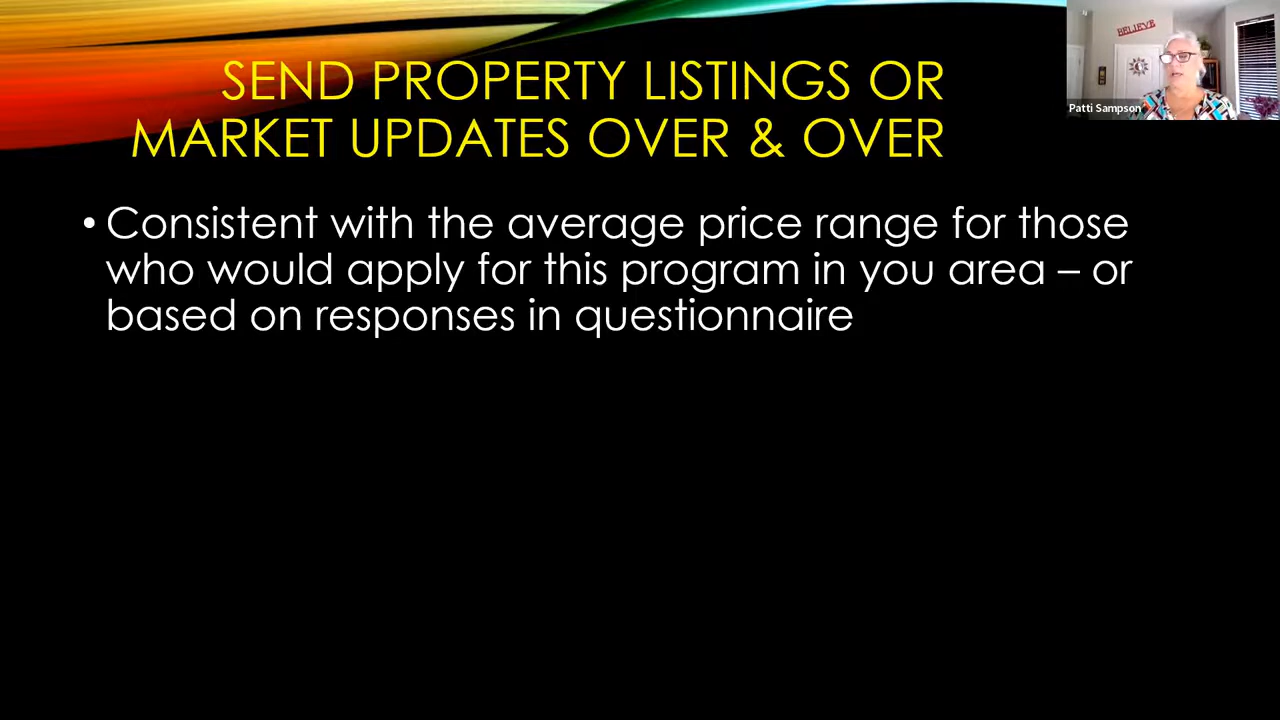 SEND PROPERTY LISTINGS OR
MARKET UPDATES OVER & OVER
BELIEVE
Patti Sampson
• Consistent with the average price range for those
who would apply for this program in you area – or
based on responses in questionnaire